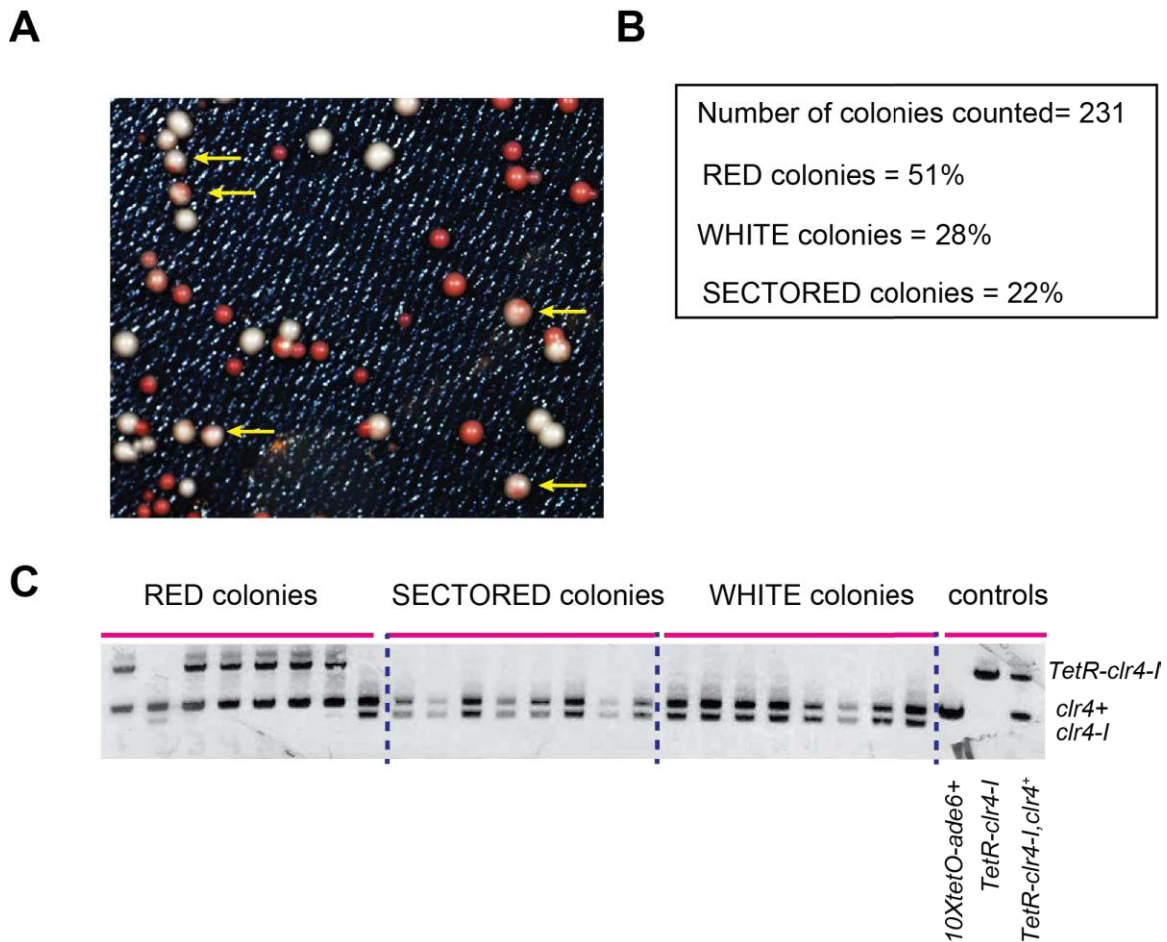 A
B
Number of colonies counted= 231
RED colonies = 51%
WHITE colonies = 28%
SECTORED colonies = 22%
C
RED colonies
SECTORED colonies
WHITE colonies
controls
TetR-clr4-I
clr4+
clr4-I
10XtetO-ade6+
TetR-clr4-I
TetR-clr4-I,clr4⁺